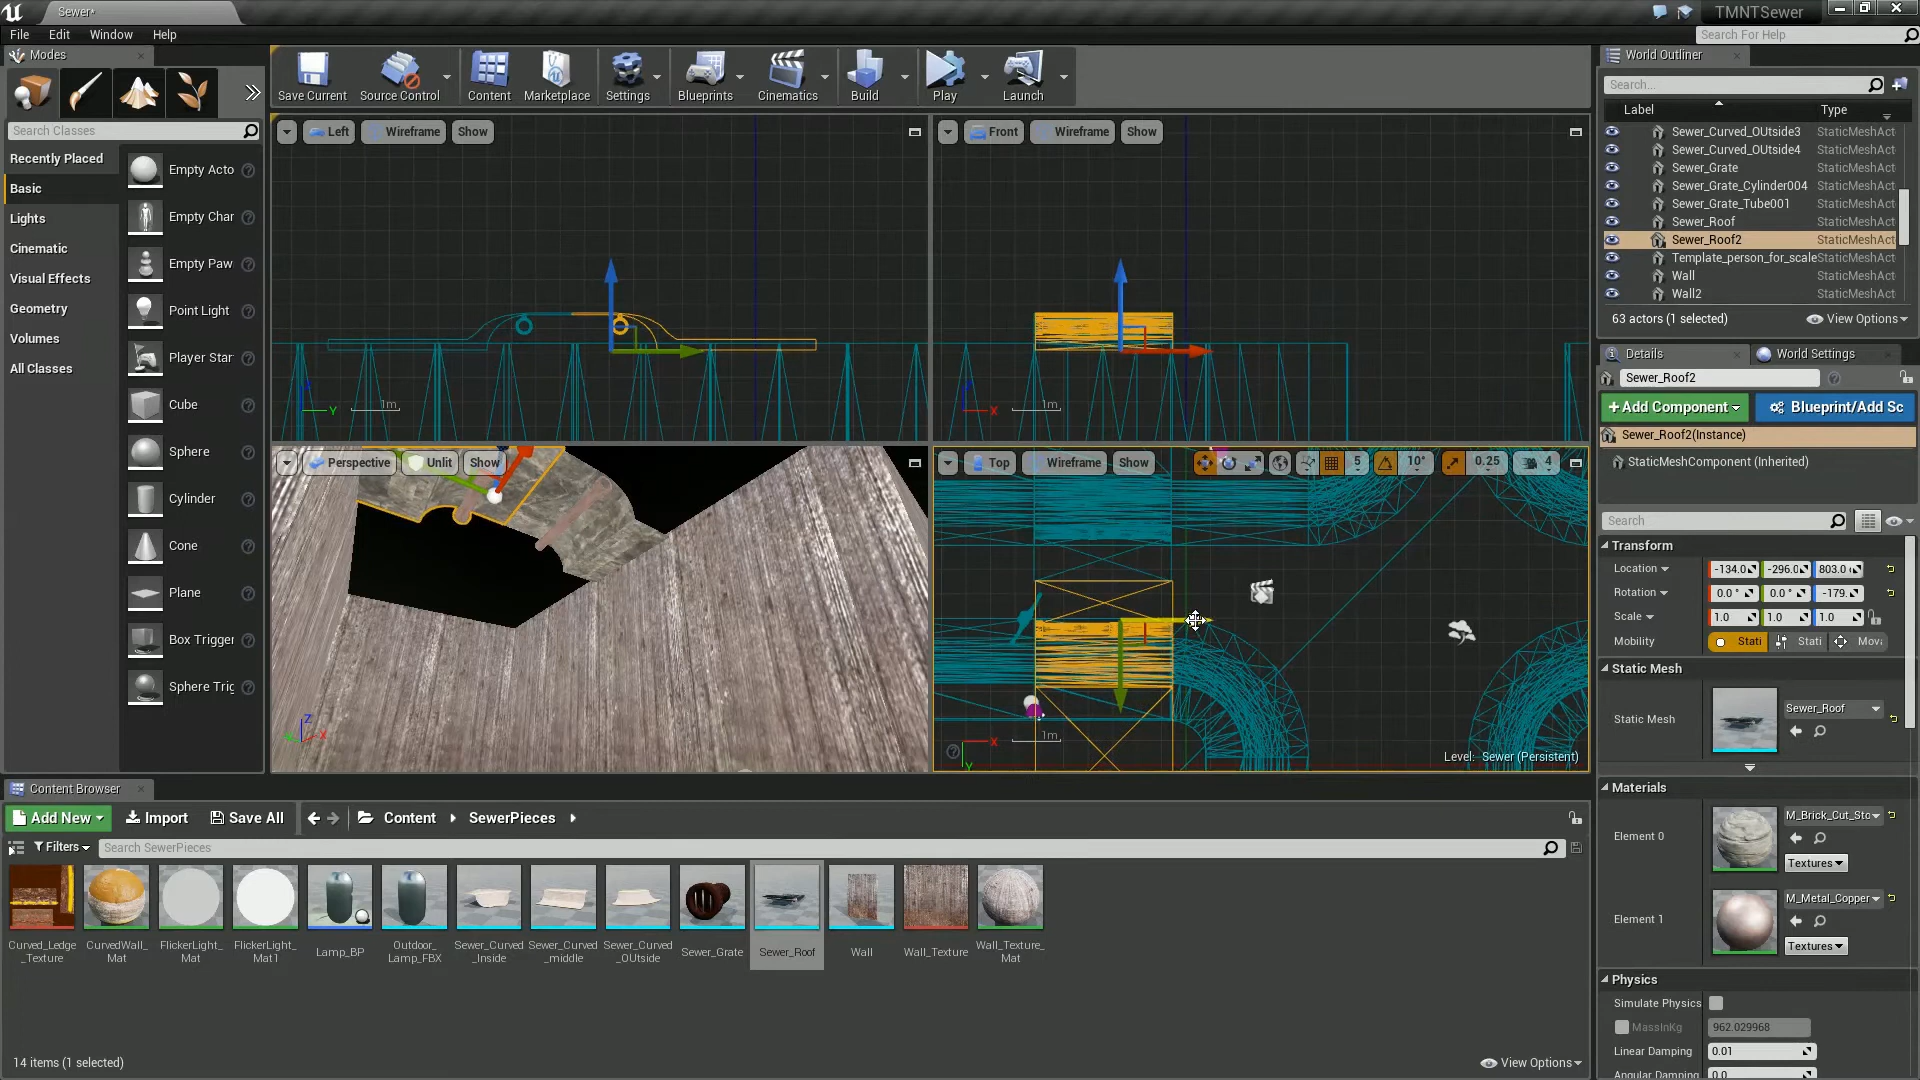 Sewer*
TMNTSewer
File Edit Window Help
Search For Help
Modes
Search Classes
Recently Placed
Basic
Lights
Cinematic
Visual Effects
Geometry
Volumes
All Classes
Empty Acto
Empty Char
Empty Paw
Point Light
Player Star
Cube
Sphere
Cylinder
Cone
Plane
Box Trigger
Sphere Trig
Save Current
Source Control
Content
Marketplace
Settings
Blueprints
Cinematics
Build
Play
Launch
Left Wireframe Show
Y 1m
Front Wireframe Show
X 1m
Perspective Unlit Show
Z
X
Top Wireframe Show 5 10° 0.25 4
X 1m
Y
Level: Sewer (Persistent)
World Outliner
Search...
Label Type
Sewer_Curved_OUtside3 StaticMeshAct
Sewer_Curved_OUtside4 StaticMeshAct
Sewer_Grate StaticMeshAct
Sewer_Grate_Cylinder004 StaticMeshAct
Sewer_Grate_Tube001 StaticMeshAct
Sewer_Roof StaticMeshAct
Sewer_Roof2 StaticMeshAct
Template_person_for_scale StaticMeshAct
Wall StaticMeshAct
Wall2 StaticMeshAct
63 actors (1 selected) View Options
Details World Settings
Sewer_Roof2
+Add Component Blueprint/Add Sc
Sewer_Roof2(Instance)
StaticMeshComponent (Inherited)
Search
Transform
Location -134.0 -296.0 803.0
Rotation 0.0 ° 0.0 ° -179.
Scale 1.0 1.0 1.0
Mobility Stati Stati Mova
Static Mesh
Static Mesh Sewer_Roof
Materials
Element 0 M_Brick_Cut_Sto
Textures
Element 1 M_Metal_Copper
Textures
Physics
Simulate Physics
MassInKg 962.029968
Linear Damping 0.01
Angular Damping 0.0
Content Browser
Add New Import Save All Content SewerPieces
Filters Search SewerPieces
Curved_Ledge
_Texture
CurvedWall_
Mat
FlickerLight_
Mat
FlickerLight_
Mat1
Lamp_BP
Outdoor_
Lamp_FBX
Sewer_Curved
_Inside
Sewer_Curved
_middle
Sewer_Curved
_OUtside
Sewer_Grate
Sewer_Roof
Wall
Wall_Texture
Wall_Texture_
Mat
14 items (1 selected) View Options